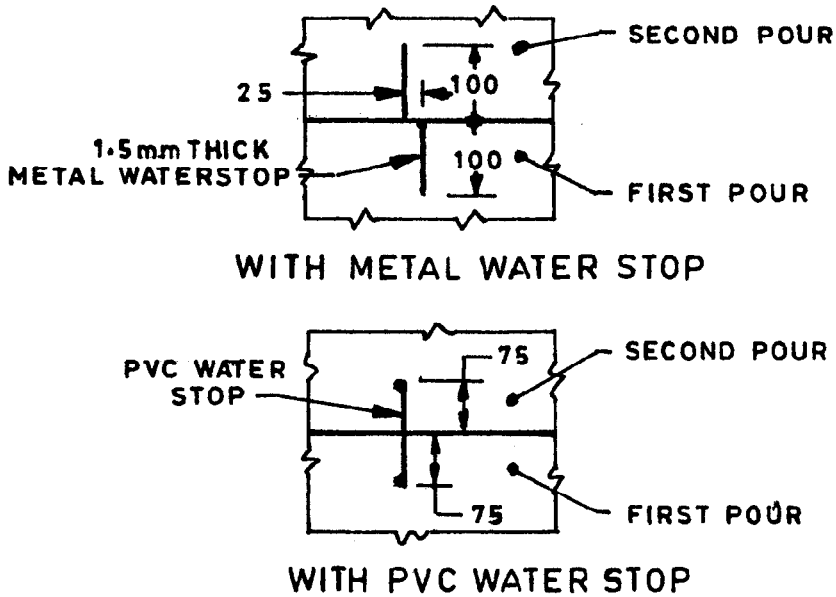 SECOND POUR
25
100
1.5mm THICK
METAL WATERSTOP
100
FIRST POUR
WITH METAL WATER STOP
75
SECOND POUR
PVC WATER
STOP
75
FIRST POUR
WITH PVC WATER STOP